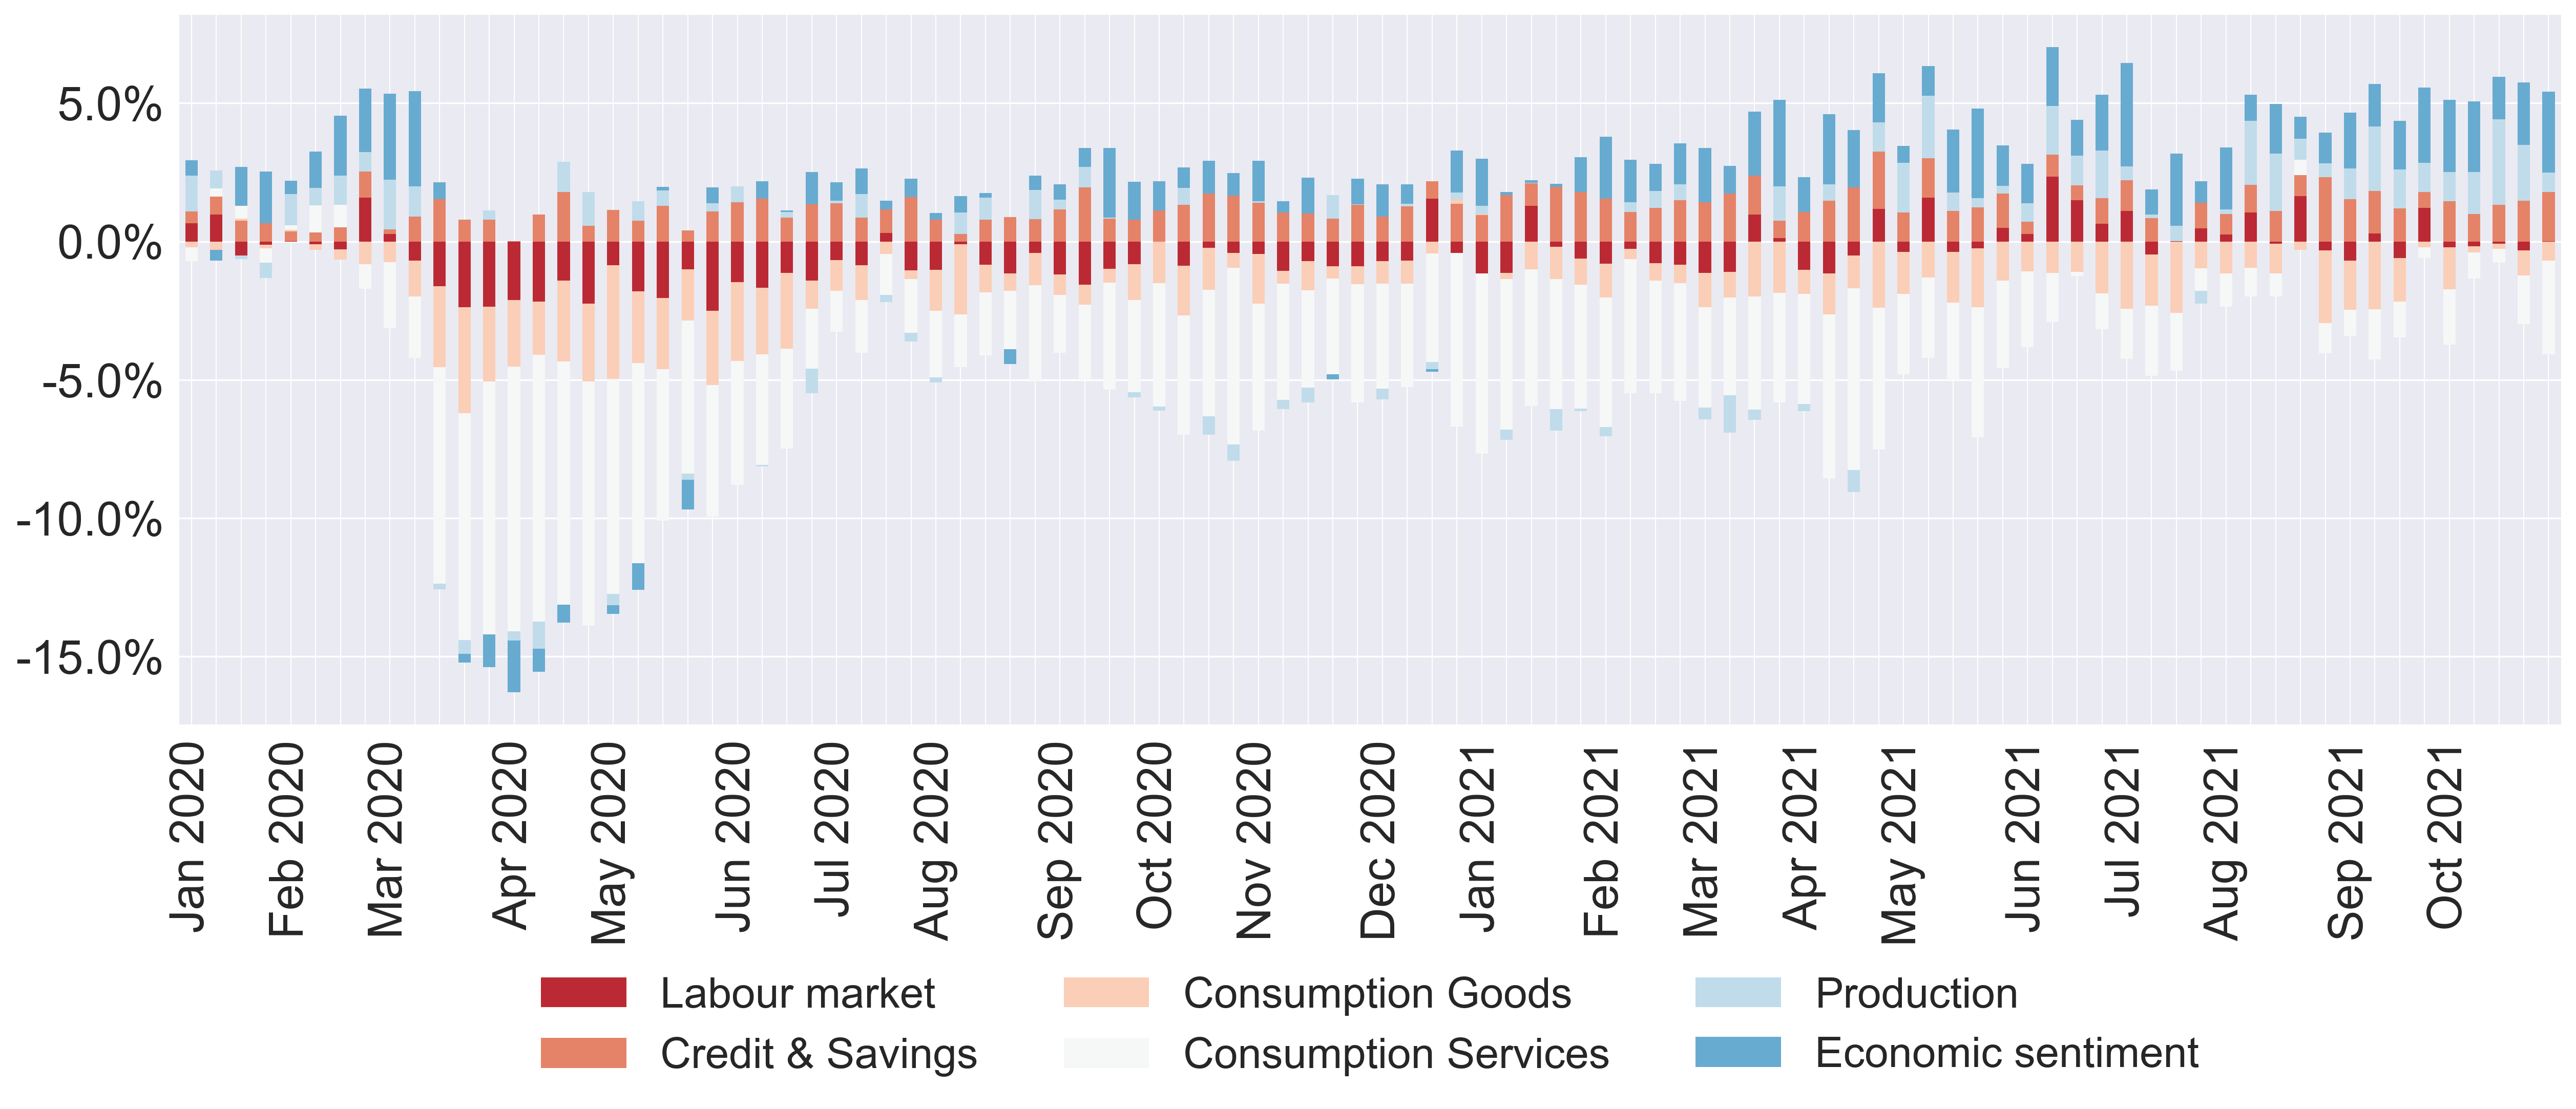 5.0%
0.0%
-5.0%
-10.0%
-15.0%
Jan 2020
Feb 2020
Mar 2020
Apr 2020
May 2020
Jun 2020
Jul 2020
Aug 2020
Sep 2020
Oct 2020
Nov 2020
Dec 2020
Jan 2021
Feb 2021
Mar 2021
Apr 2021
May 2021
Jun 2021
Jul 2021
Aug 2021
Sep 2021
Oct 2021
Labour market
Consumption Goods
Production
Credit & Savings
Consumption Services
Economic sentiment